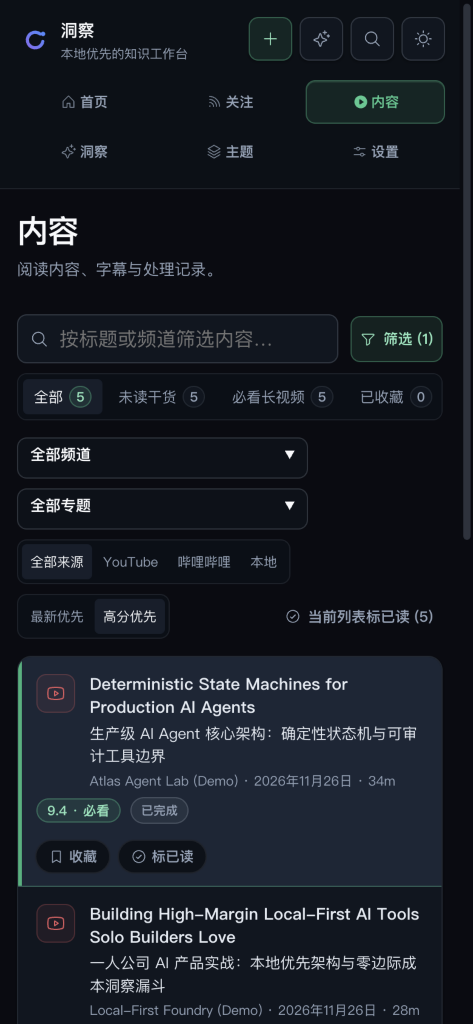 洞察
本地优先的知识工作台
首页
关注
内容
洞察
主题
设置
内容
阅读内容、字幕与处理记录。
按标题或频道筛选内容...
筛选 (1)
全部 5
未读干货 5
必看长视频 5
已收藏 0
全部频道
全部专题
全部来源
YouTube
哔哩哔哩
本地
最新优先
高分优先
当前列表标已读 (5)
Deterministic State Machines for
Production AI Agents
生产级 AI Agent 核心架构：确定性状态机与可审
计工具边界
Atlas Agent Lab (Demo) · 2026年11月26日 · 34m
9.4 · 必看
已完成
收藏
标已读
Building High-Margin Local-First AI Tools
Solo Builders Love
一人公司 AI 产品实战：本地优先架构与零边际成
本洞察漏斗
Local-First Foundry (Demo) · 2026年11月26日 · 28m